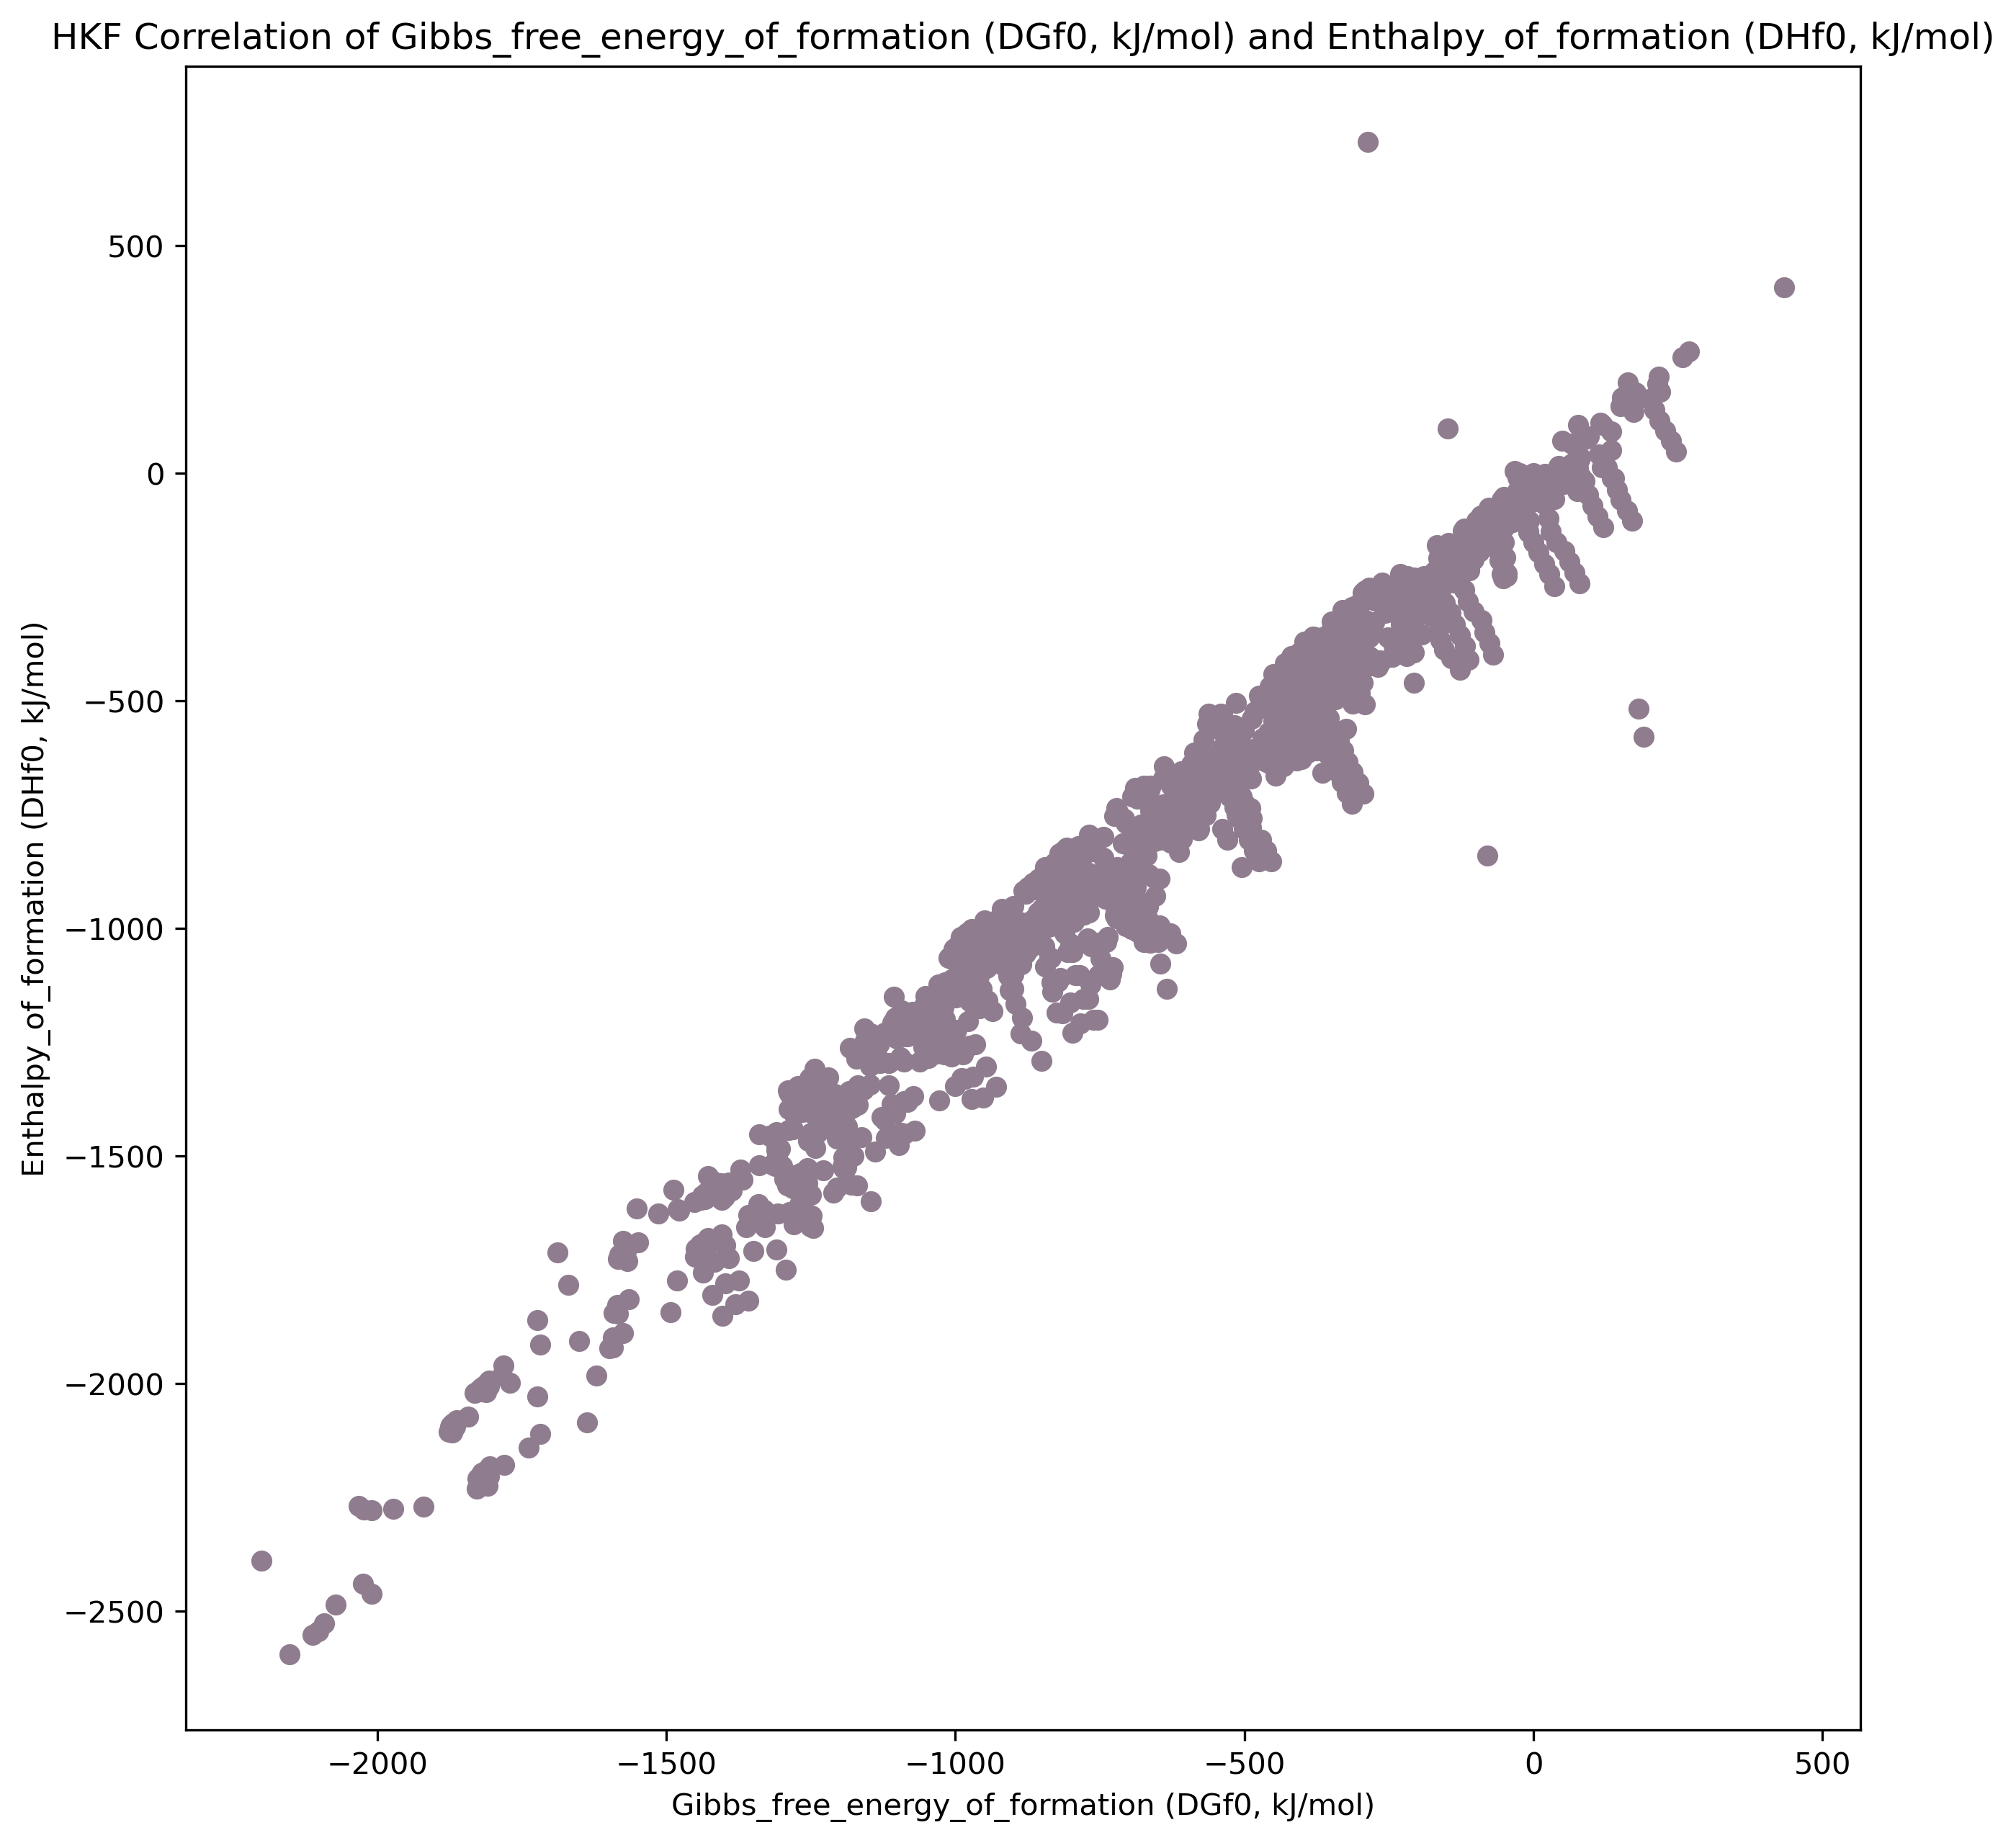 HKF Correlation of Gibbs_free_energy_of_formation (DGf0, kJ/mol) and Enthalpy_of_formation (DHf0, kJ/mol)
Enthalpy_of_formation (DHf0, kJ/mol)
500
0
−500
−1000
−1500
−2000
−2500
−2000 −1500 −1000 −500 0 500
Gibbs_free_energy_of_formation (DGf0, kJ/mol)